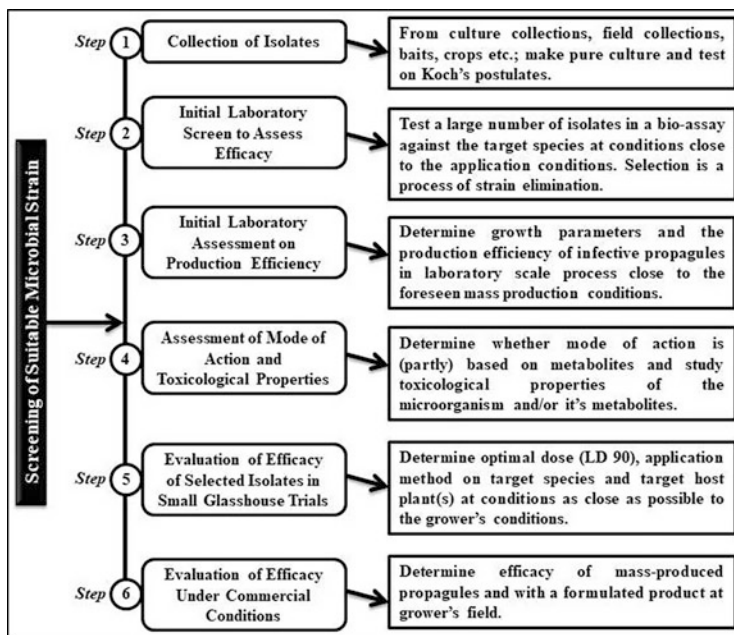 Screening of Suitable Microbial Strain
Step 1
Collection of Isolates
From culture collections, field collections,
baits, crops etc.; make pure culture and test
on Koch's postulates.
Step 2
Initial Laboratory
Screen to Assess
Efficacy
Test a large number of isolates in a bio-assay
against the target species at conditions close
to the application conditions. Selection is a
process of strain elimination.
Step 3
Initial Laboratory
Assessment on
Production Efficiency
Determine growth parameters and the
production efficiency of infective propagules
in laboratory scale process close to the
foreseen mass production conditions.
Step 4
Assessment of Mode of
Action and
Toxicological Properties
Determine whether mode of action is
(partly) based on metabolites and study
toxicological properties of the
microorganism and/or it's metabolites.
Step 5
Evaluation of Efficacy
of Selected Isolates in
Small Glasshouse Trials
Determine optimal dose (LD 90), application
method on target species and target host
plant(s) at conditions as close as possible to
the grower's conditions.
Step 6
Evaluation of Efficacy
Under Commercial
Conditions
Determine efficacy of mass-produced
propagules and with a formulated product at
grower's field.